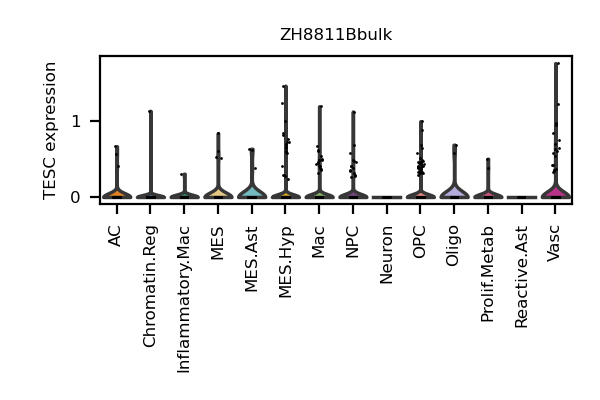 ZH8811Bbulk
TESC expression
1
0
AC
Chromatin.Reg
Inflammatory.Mac
MES
MES.Ast
MES.Hyp
Mac
NPC
Neuron
OPC
Oligo
Prolif.Metab
Reactive.Ast
Vasc